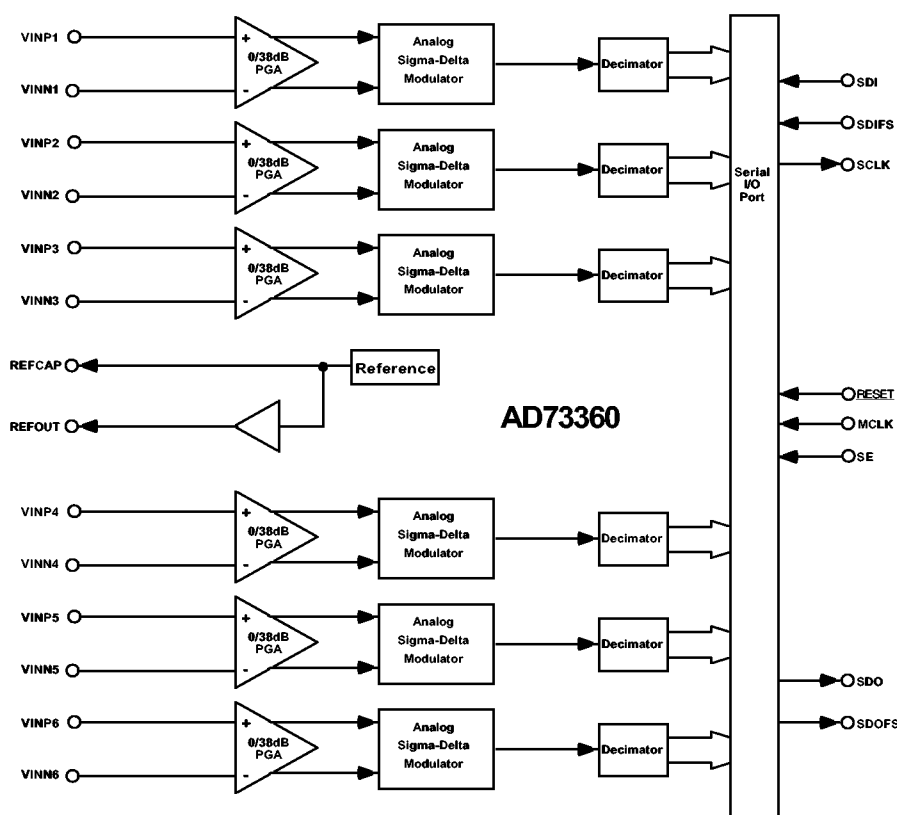 VINP1
VINN1
+
-
0/38dB
PGA
Analog
Sigma-Delta
Modulator
Decimator
VINP2
VINN2
+
-
0/38dB
PGA
Analog
Sigma-Delta
Modulator
Decimator
VINP3
VINN3
+
-
0/38dB
PGA
Analog
Sigma-Delta
Modulator
Decimator
Serial
I/O
Port
SDI
SDIFS
SCLK
REFCAP
REFOUT
Reference
AD73360
RESET
MCLK
SE
VINP4
VINN4
+
-
0/38dB
PGA
Analog
Sigma-Delta
Modulator
Decimator
VINP5
VINN5
+
-
0/38dB
PGA
Analog
Sigma-Delta
Modulator
Decimator
VINP6
VINN6
+
-
0/38dB
PGA
Analog
Sigma-Delta
Modulator
Decimator
SDO
SDOFS